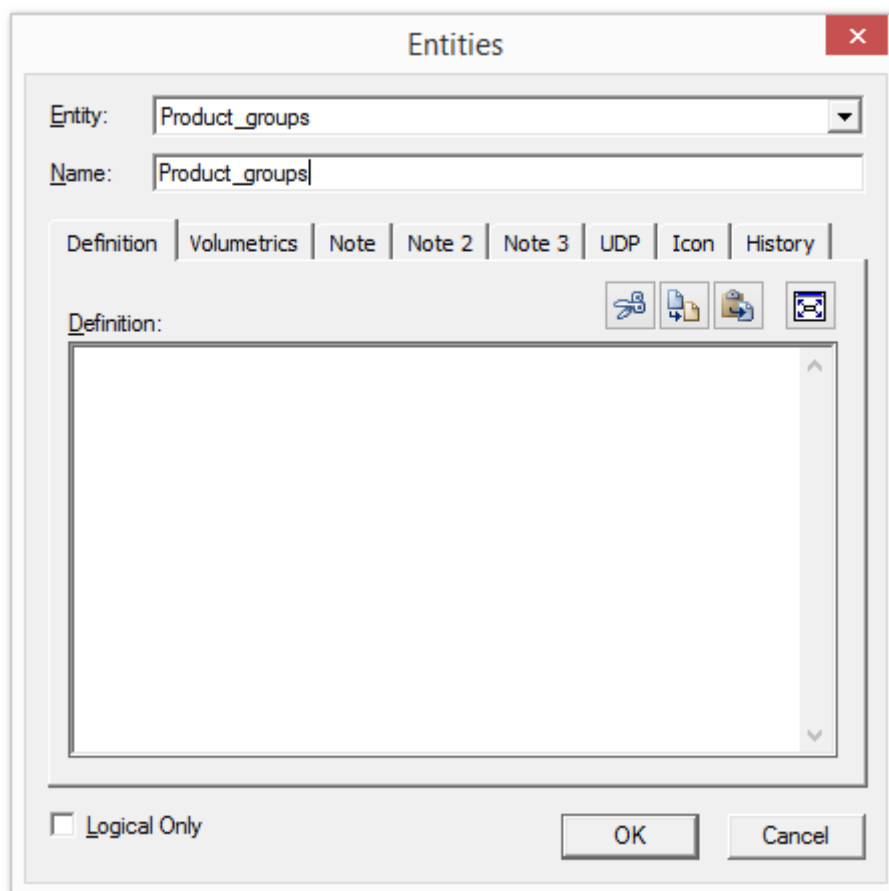 Entities
Entity: Product_groups
Name: Product_groups
Definition Volumetrics Note Note 2 Note 3 UDP Icon History
Definition:
Logical Only OK Cancel